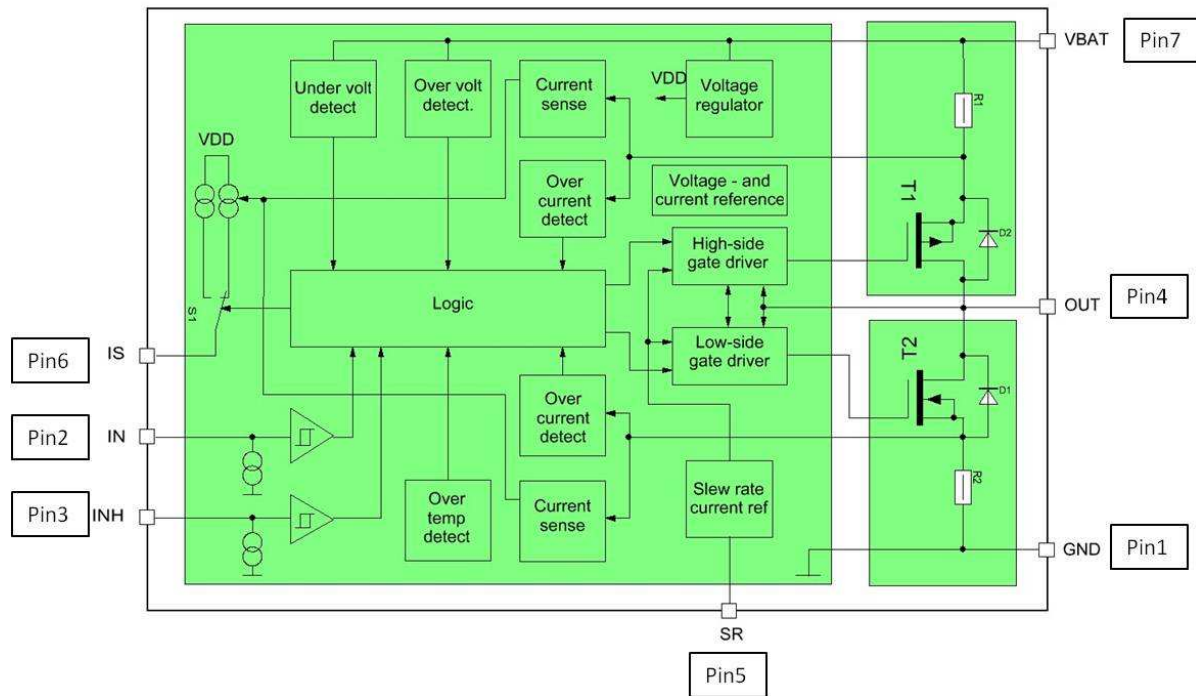 VBAT
Pin7
Under volt
detect
Over volt
detect.
Current
sense
VDD
Voltage
regulator
R1
VDD
Over
current
detect
Voltage - and
current reference
T1
D2
High-side
gate driver
Logic
S1
OUT
Pin4
Pin6
IS
Low-side
gate driver
T2
D1
Pin2
IN
Over
current
detect
Pin3
INH
Over
temp
detect
Current
sense
Slew rate
current ref
R2
GND
Pin1
SR
Pin5